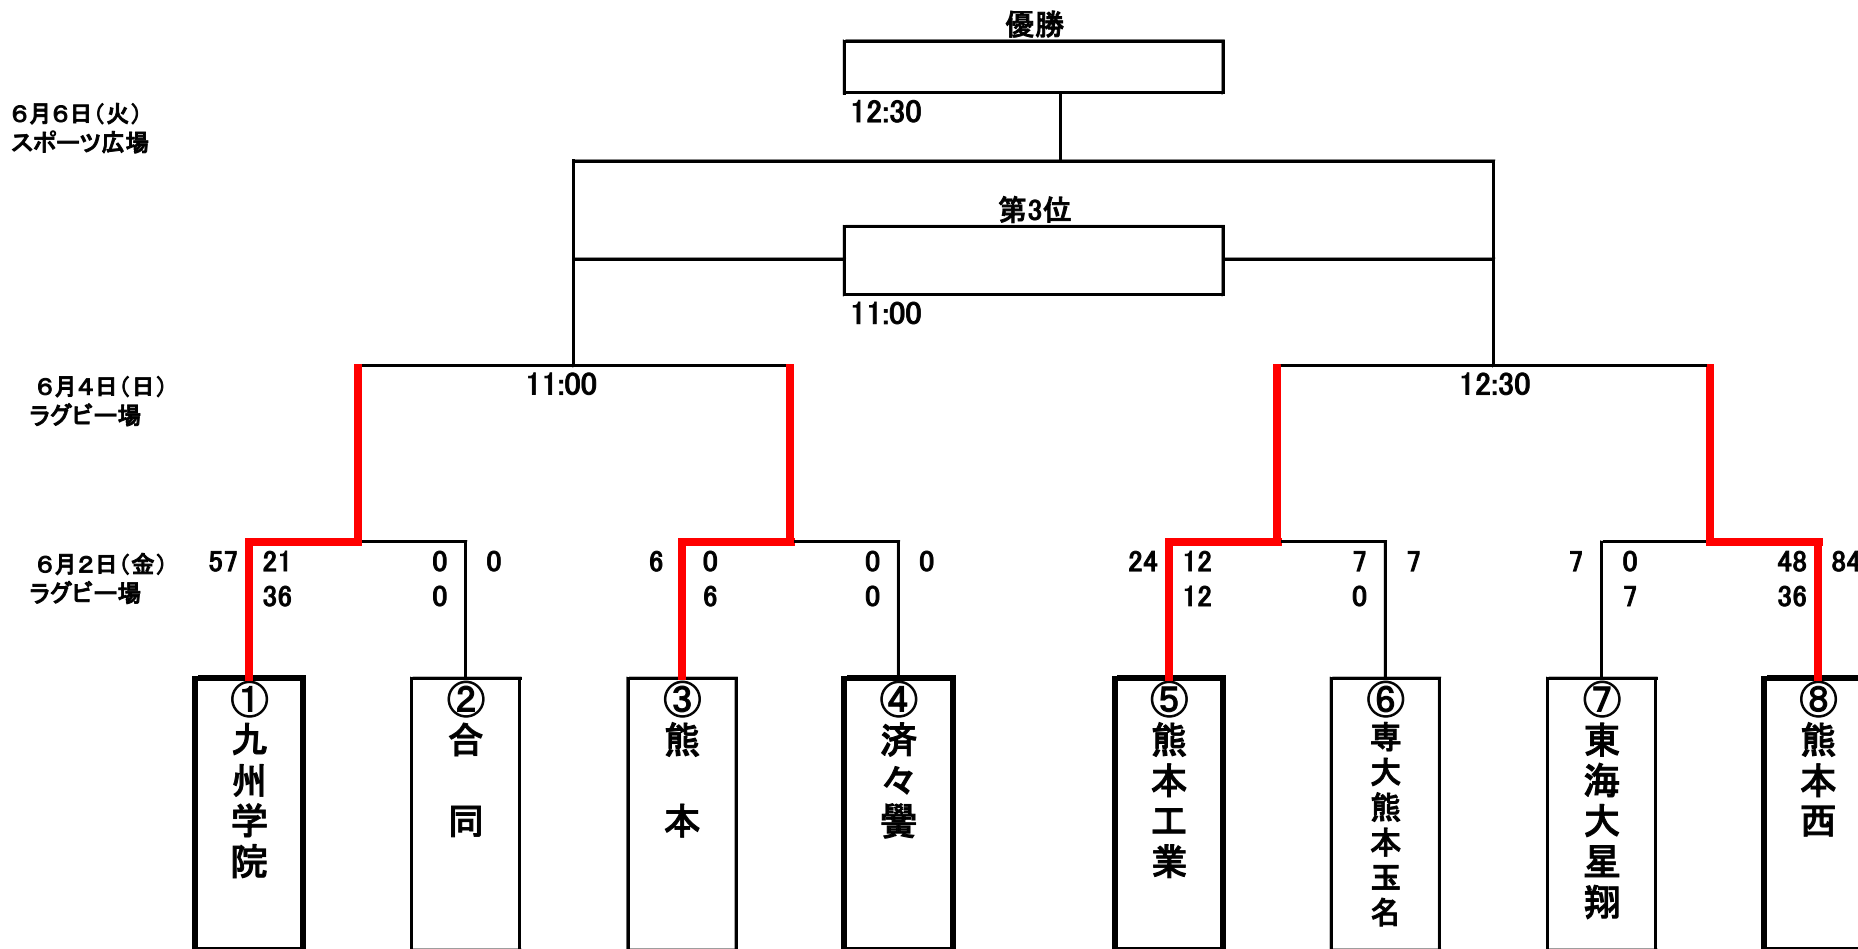 優勝
12:30
6月6日(火)
スポーツ広場
第3位
11:00
6月4日(日)
ラグビー場
11:00
12:30
6月2日(金)
ラグビー場
57 21 0 0 6 0 0 0 24 12 7 7 7 0 48 84
36 0 6 0 12 0 7 36
①九州学院
②合同
③熊本
④済々黌
⑤熊本工業
⑥専大熊本玉名
⑦東海大星翔
⑧熊本西